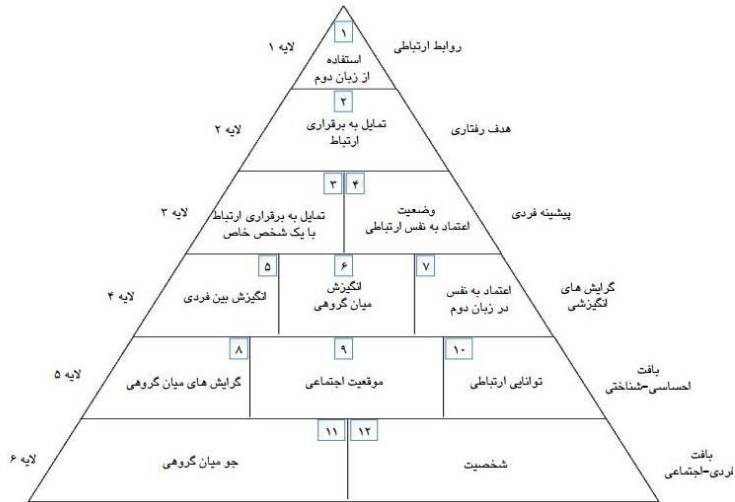 ۱
لایه ۱
روابط ارتباطی
استفاده
از زبان دوم
۲
لایه ۲
هدف رفتاری
تمایل به برقراری
ارتباط
۴
۳
لایه ۳
پیشینه فردی
وضعیت
اعتماد به نفس ارتباطی
تمایل به برقراری ارتباط
با یک شخص خاص
۷
۶
۵
لایه ۴
گرایش های
انگیزشی
اعتماد به نفس
در زبان دوم
انگیزش
میان گروهی
انگیزش بین فردی
۱۰
۹
۸
لایه ۵
بافت
احساسی-شناختی
توانایی ارتباطی
موقعیت اجتماعی
گرایش های میان گروهی
۱۲
۱۱
لایه ۶
بافت
فردی-اجتماعی
شخصیت
جو میان گروهی